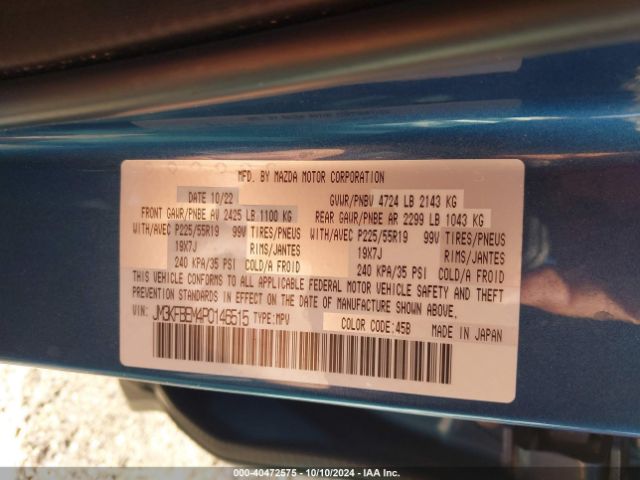 MFD. BY MAZDA MOTOR CORPORATION
DATE 10/22 GVWR/PNBV 4724 LB 2143 KG
FRONT GAWR/PNBE AV 2425 LB 1100 KG REAR GAWR/PNBE AR 2299 LB 1043 KG
WITH/AVEC P225/55R19 99V TIRES/PNEUS WITH/AVEC P225/55R19 99V TIRES/PNEUS
19X7J RIMS/JANTES 19X7J RIMS/JANTES
240 KPA/35 PSI COLD/A FROID 240 KPA/35 PSI COLD/A FROID
THIS VEHICLE CONFORMS TO ALL APPLICABLE FEDERAL MOTOR VEHICLE SAFETY AND THEFT
PREVENTION STANDARDS IN EFFECT ON THE DATE OF MANUFACTURE SHOWN ABOVE.
VIN: JM3KFBEM4P0146515 TYPE:MPV COLOR CODE:45B MADE IN JAPAN
000-40472575 - 10/10/2024 - IAA Inc.